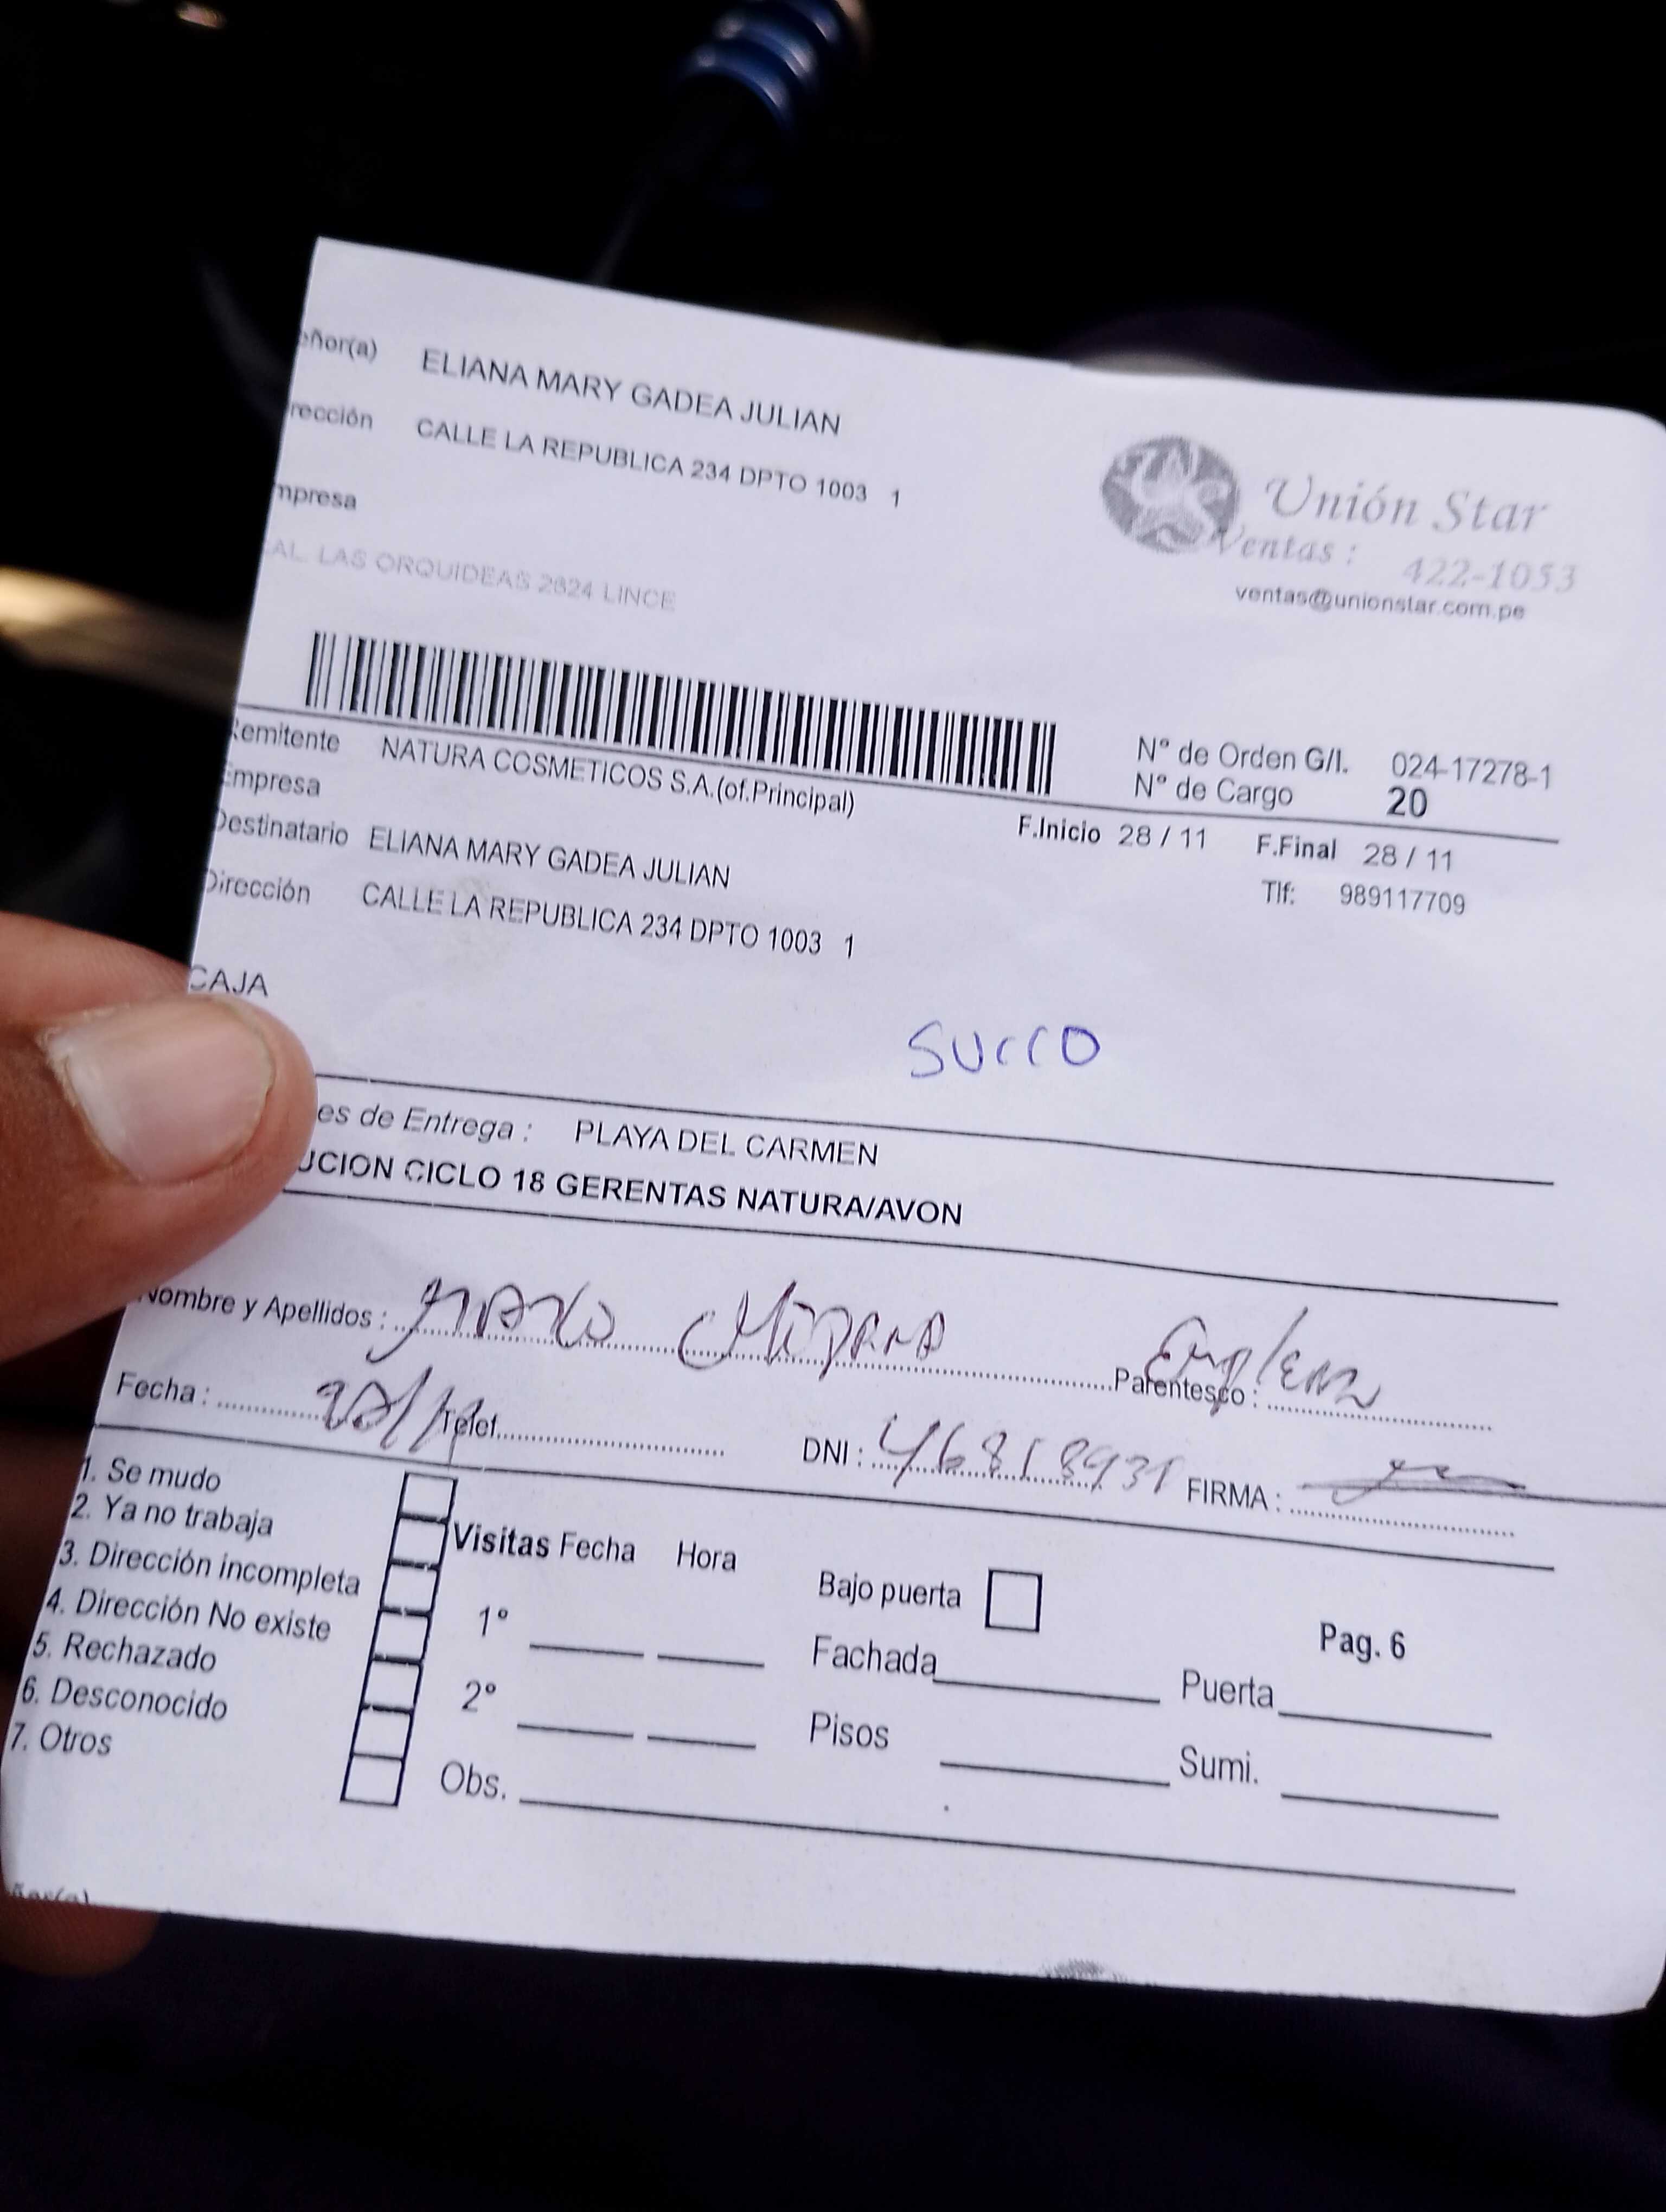 eñor(a) ELIANA MARY GADEA JULIAN
rección CALLE LA REPUBLICA 234 DPTO 1003 1
mpresa
AL. LAS ORQUIDEAS 2624 LINCE
Unión Star
Ventas : 422-1053
ventas@unionstar.com.pe
N° de Orden G/I. 024-17278-1
N° de Cargo 20
Remitente NATURA COSMETICOS S.A.(of.Principal)
Empresa
F.Inicio 28 / 11 F.Final 28 / 11
Destinatario ELIANA MARY GADEA JULIAN
Tlf: 989117709
Dirección CALLE LA REPUBLICA 234 DPTO 1003 1
CAJA
SURCO
es de Entrega : PLAYA DEL CARMEN
UCION CICLO 18 GERENTAS NATURA/AVON
Nombre y Apellidos : Parentesco :
Fecha : Telef. DNI : 46818931 FIRMA :
1. Se mudo
2. Ya no trabaja
3. Dirección incompleta
4. Dirección No existe
5. Rechazado
6. Desconocido
7. Otros
Visitas Fecha Hora
1°
2°
Obs.
Bajo puerta
Fachada Puerta
Pisos Sumi.
Pag. 6